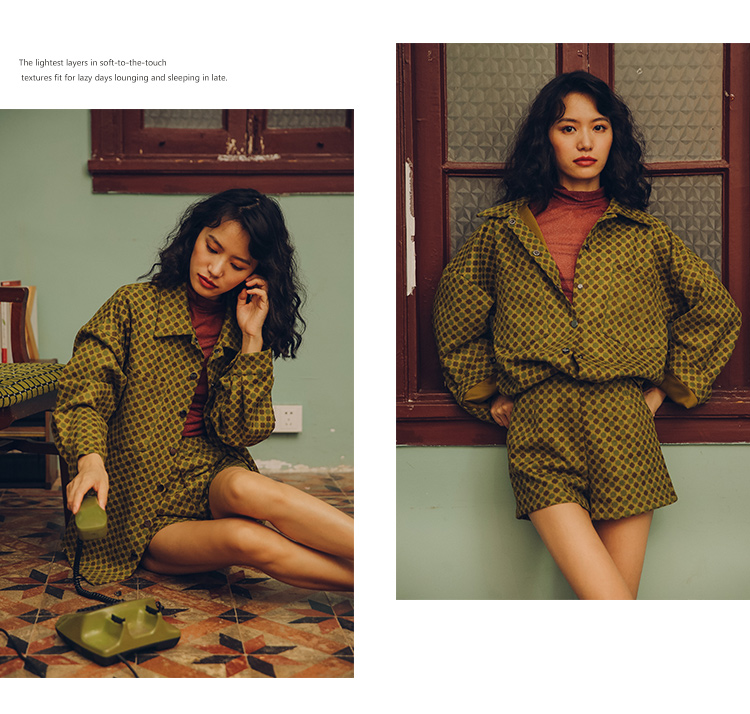 The lightest layers in soft-to-the-touch
textures fit for lazy days lounging and sleeping in late.